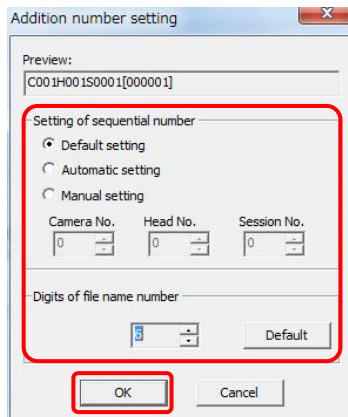 Addition number setting
Preview:
C001H001S0001[000001]
Setting of sequential number
Default setting
Automatic setting
Manual setting
Camera No. Head No. Session No.
0 0 0
Digits of file name number
Default
OK Cancel